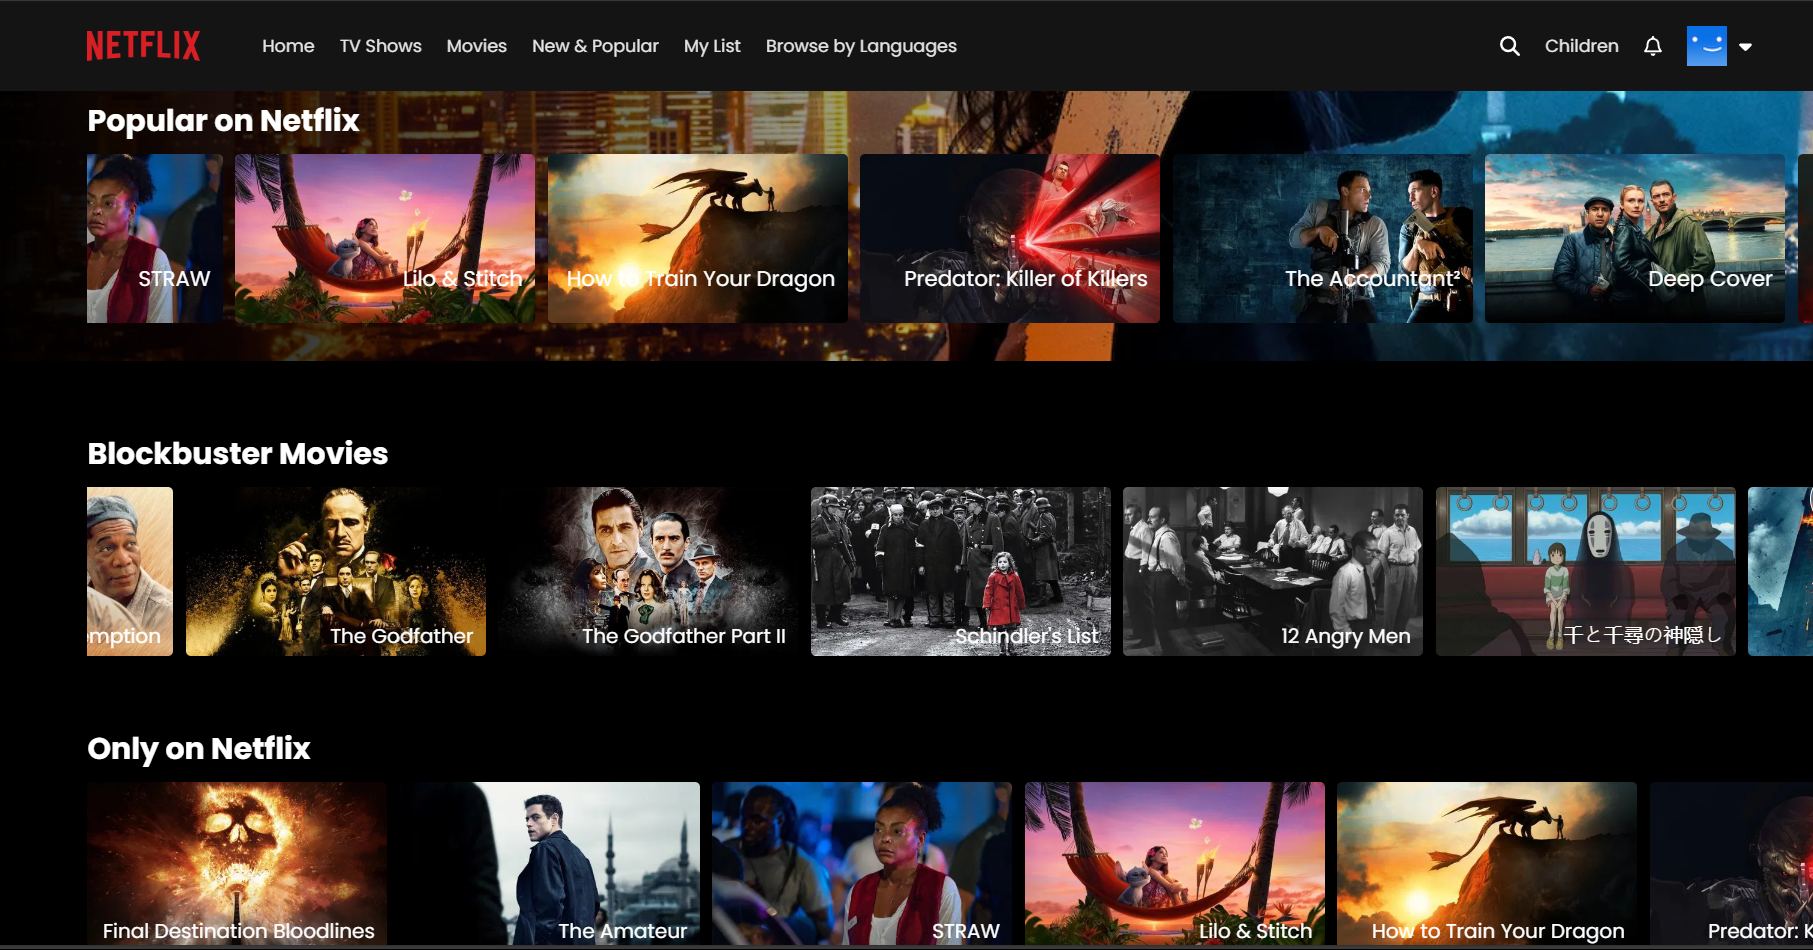 NETFLIX
Home TV Shows Movies New & Popular My List Browse by Languages Children
Popular on Netflix
STRAW
Lilo & Stitch
How to Train Your Dragon
Predator: Killer of Killers
The Accountant²
Deep Cover
Blockbuster Movies
emption
The Godfather
The Godfather Part II
Schindler's List
12 Angry Men
千と千尋の神隠し
Only on Netflix
Final Destination Bloodlines
The Amateur
STRAW
Lilo & Stitch
How to Train Your Dragon
Predator: K